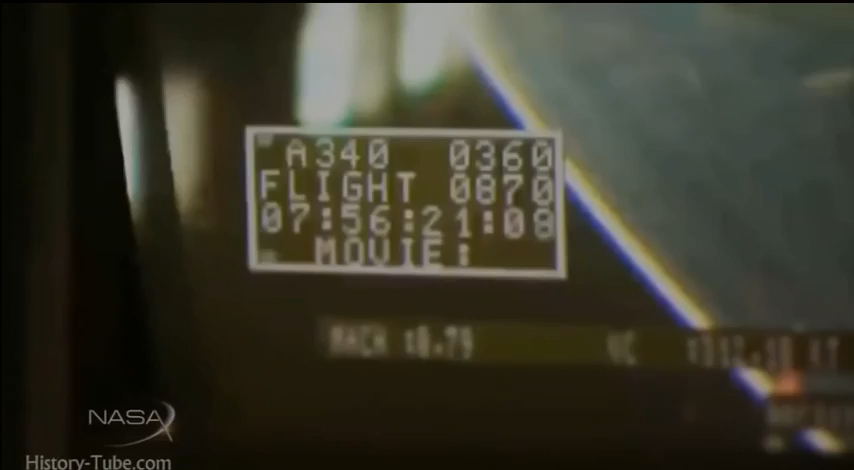 A340 0360
FLIGHT 0870
07:56:21:08
MOVIE:
MACH :0.79
NASA
History-Tube.com